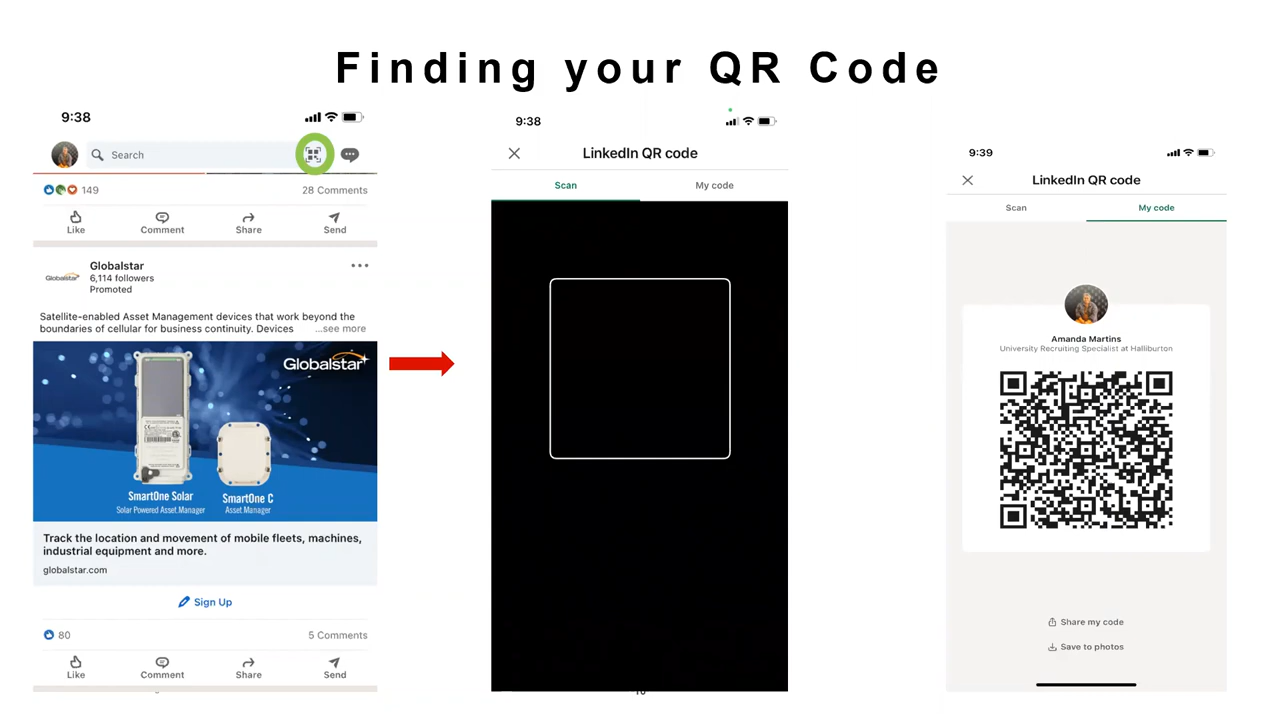 Finding your QR Code
9:38
Search
149
28 Comments
Like
Comment
Share
Send
Globalstar
Globalstar
6,114 followers
Promoted
Satellite-enabled Asset Management devices that work beyond the
boundaries of cellular for business continuity. Devices ...see more
Globalstar
SmartOne Solar
Solar Powered Asset Manager
SmartOne C
Asset Manager
Track the location and movement of mobile fleets, machines,
industrial equipment and more.
globalstar.com
Sign Up
80
5 Comments
Like
Comment
Share
Send
9:38
LinkedIn QR code
Scan
My code
9:39
LinkedIn QR code
Scan
My code
Amanda Martins
University Recruiting Specialist at Halliburton
Share my code
Save to photos